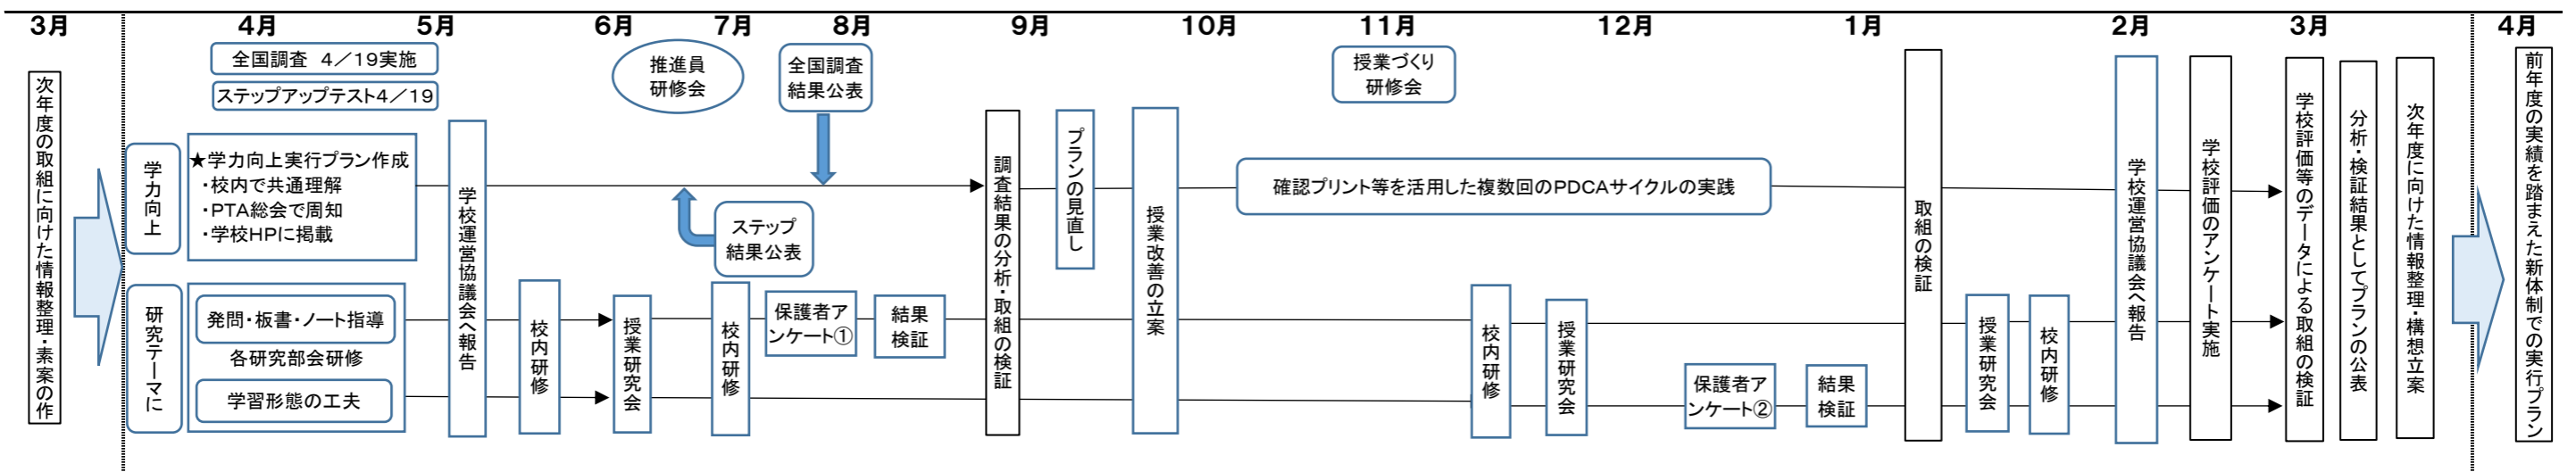 3月
4月
5月
6月
7月
8月
9月
10月
11月
12月
1月
2月
3月
4月
次年度の取組に向けた情報整理・素案の作
全国調査　4／19実施
ステップアップテスト4／19
学力向上
★学力向上実行プラン作成
・校内で共通理解
・PTA総会で周知
・学校HPに掲載
研究テーマに
発問・板書・ノート指導
各研究部会研修
学習形態の工夫
学校運営協議会へ報告
校内研修
推進員
研修会
授業研究会
ステップ
結果公表
校内研修
全国調査
結果公表
保護者ア
ンケート①
結果
検証
調査結果の分析・取組の検証
プランの見直し
授業改善の立案
授業づくり
研修会
確認プリント等を活用した複数回のPDCAサイクルの実践
校内研修
授業研究会
保護者ア
ンケート②
結果
検証
取組の検証
授業研究会
校内研修
学校運営協議会へ報告
学校評価のアンケート実施
学校評価等のデータによる取組の検証
分析・検証結果としてプランの公表
次年度に向けた情報整理・構想立案
前年度の実績を踏まえた新体制での実行プラン